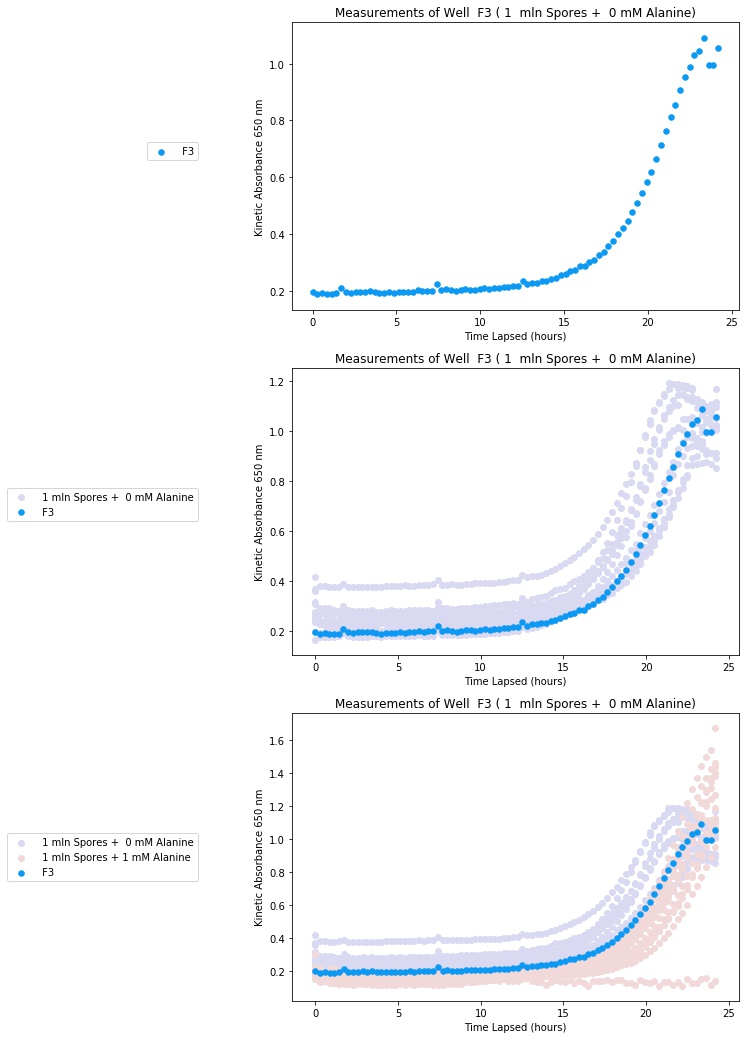 Measurements of Well  F3 ( 1  mln Spores +  0 mM Alanine)
1.0
0.8
0.6
0.4
0.2
Kinetic Absorbance 650 nm
F3
0 5 10 15 20 25
Time Lapsed (hours)
Measurements of Well  F3 ( 1  mln Spores +  0 mM Alanine)
1.2
1.0
0.8
0.6
0.4
0.2
Kinetic Absorbance 650 nm
1 mln Spores +  0 mM Alanine
F3
0 5 10 15 20 25
Time Lapsed (hours)
Measurements of Well  F3 ( 1  mln Spores +  0 mM Alanine)
1.6
1.4
1.2
1.0
0.8
0.6
0.4
0.2
Kinetic Absorbance 650 nm
1 mln Spores +  0 mM Alanine
1 mln Spores + 1 mM Alanine
F3
0 5 10 15 20 25
Time Lapsed (hours)